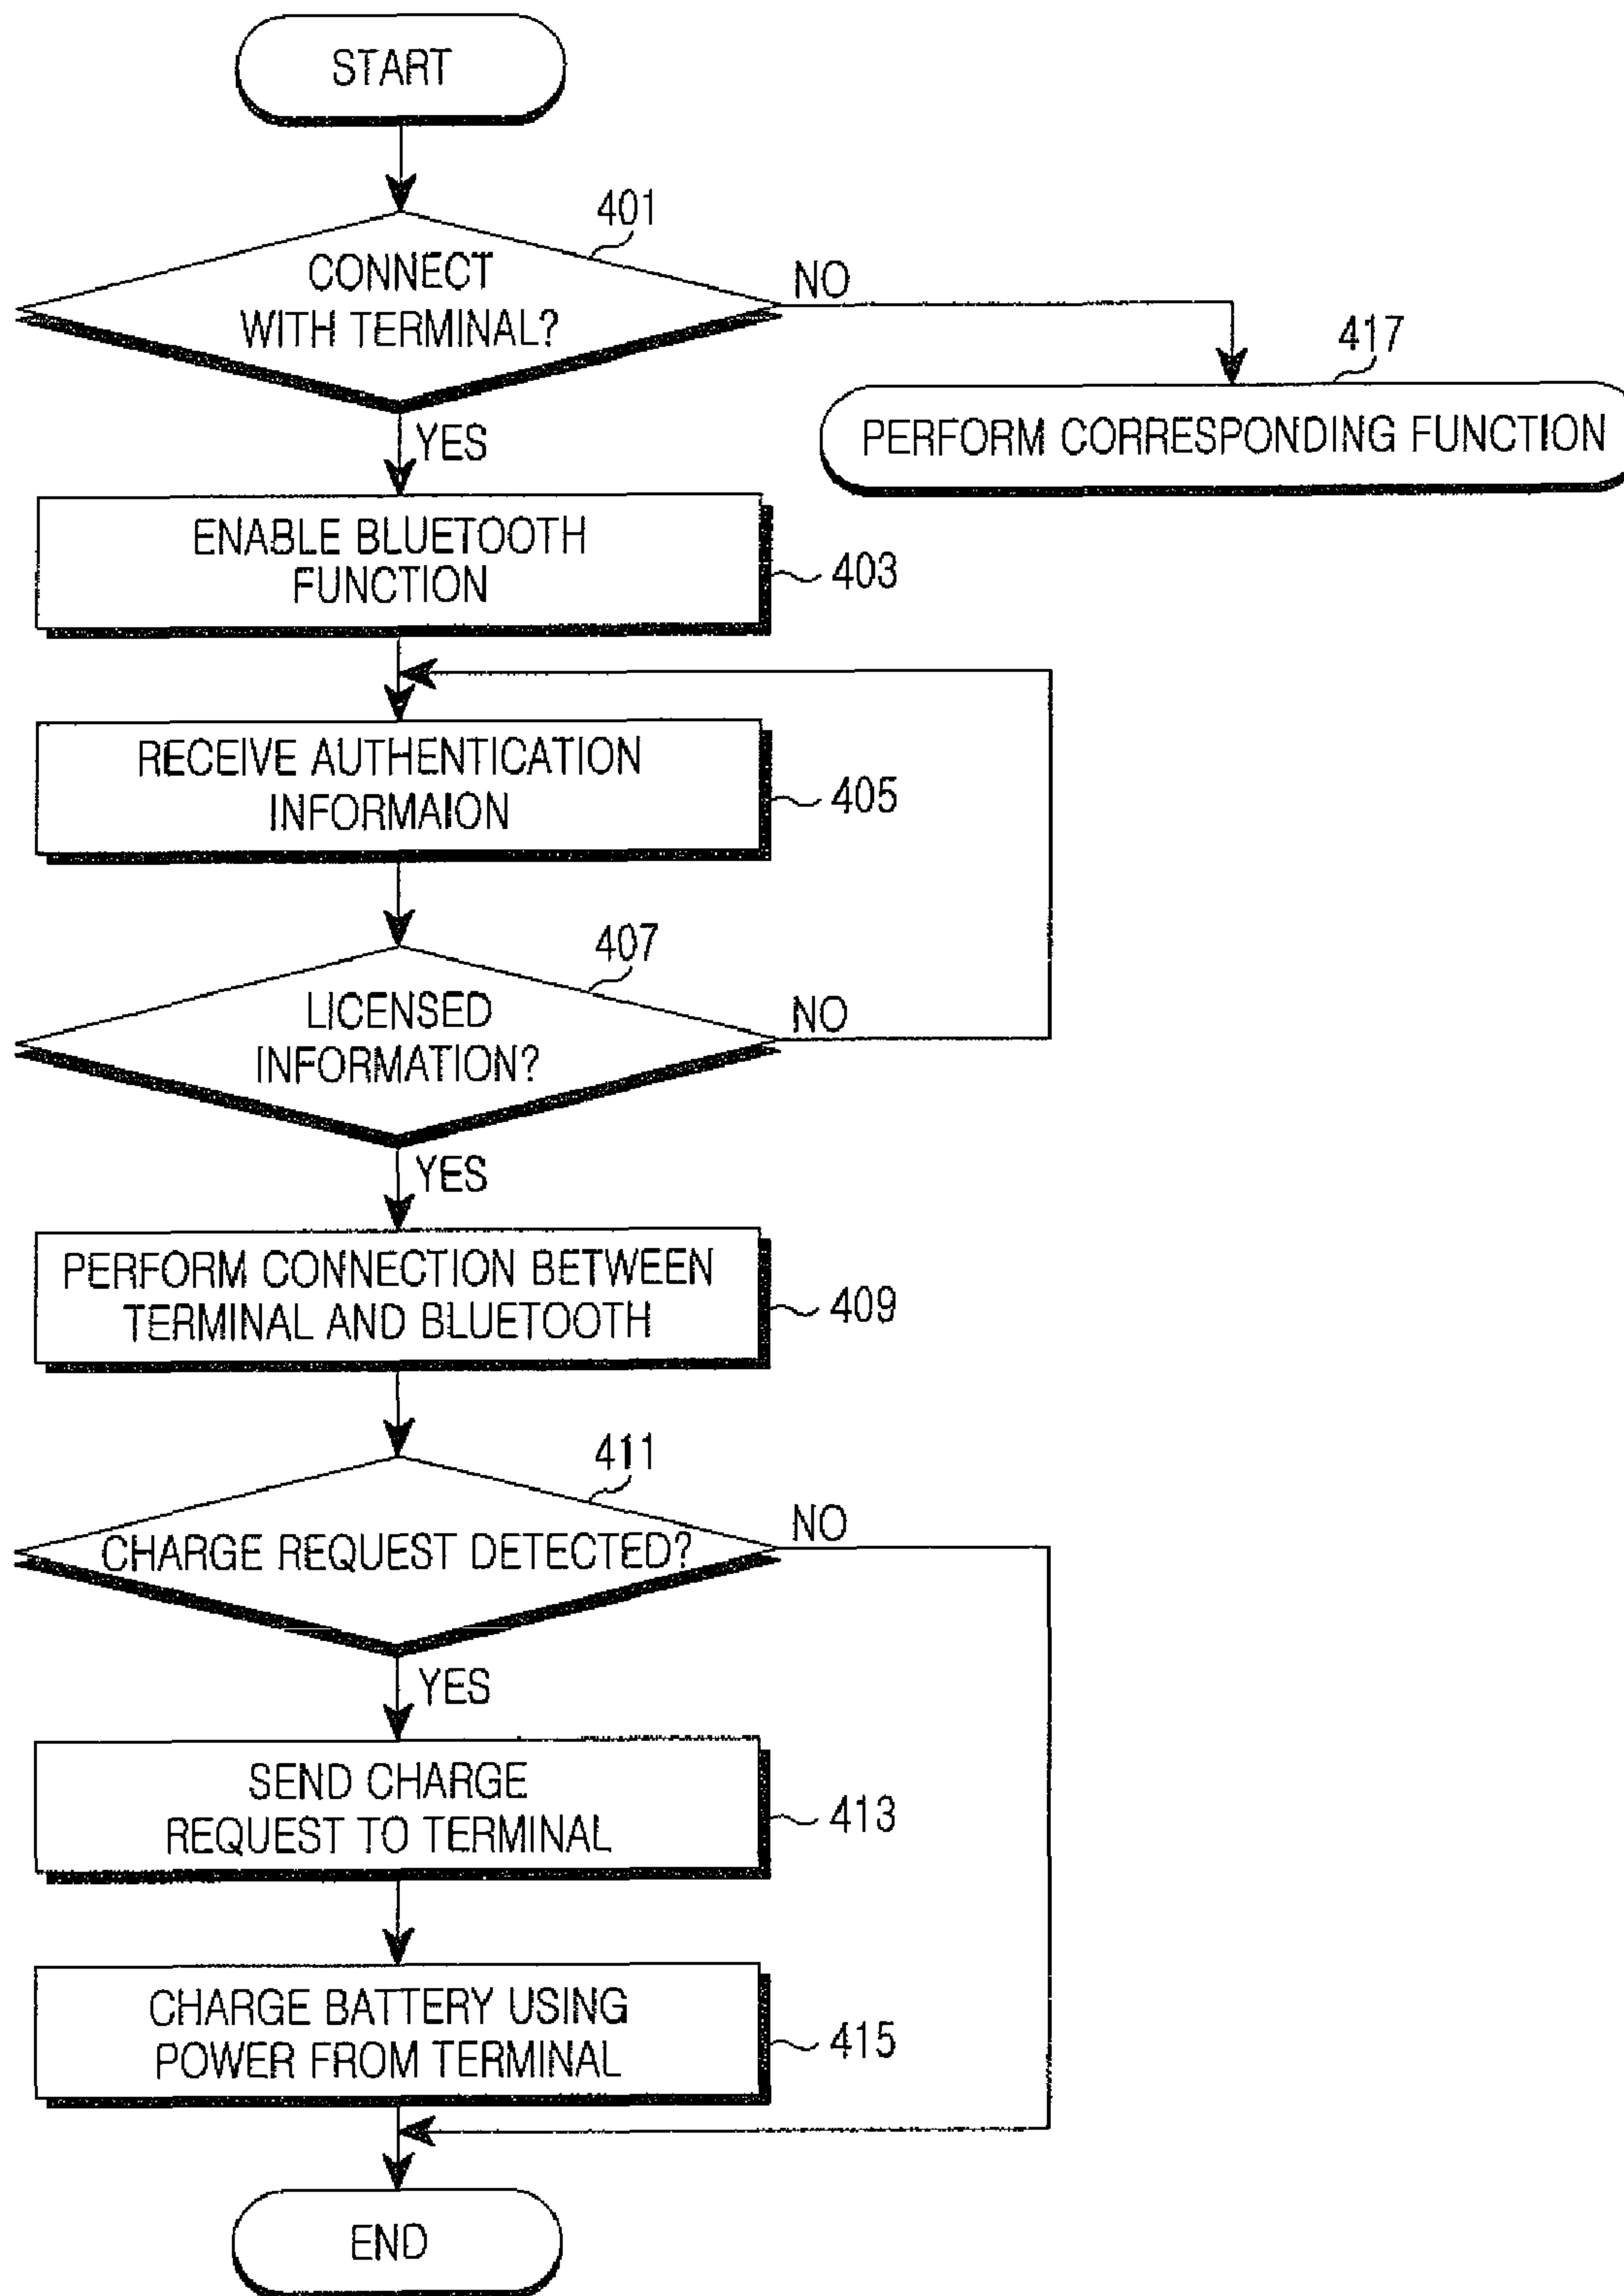 START
401
CONNECT
WITH TERMINAL?
NO
417
PERFORM CORRESPONDING FUNCTION
YES
ENABLE BLUETOOTH
FUNCTION
403
RECEIVE AUTHENTICATION
INFORMAION
405
407
LICENSED
INFORMATION?
NO
YES
PERFORM CONNECTION BETWEEN
TERMINAL AND BLUETOOTH
409
411
CHARGE REQUEST DETECTED?
NO
YES
SEND CHARGE
REQUEST TO TERMINAL
413
CHARGE BATTERY USING
POWER FROM TERMINAL
415
END